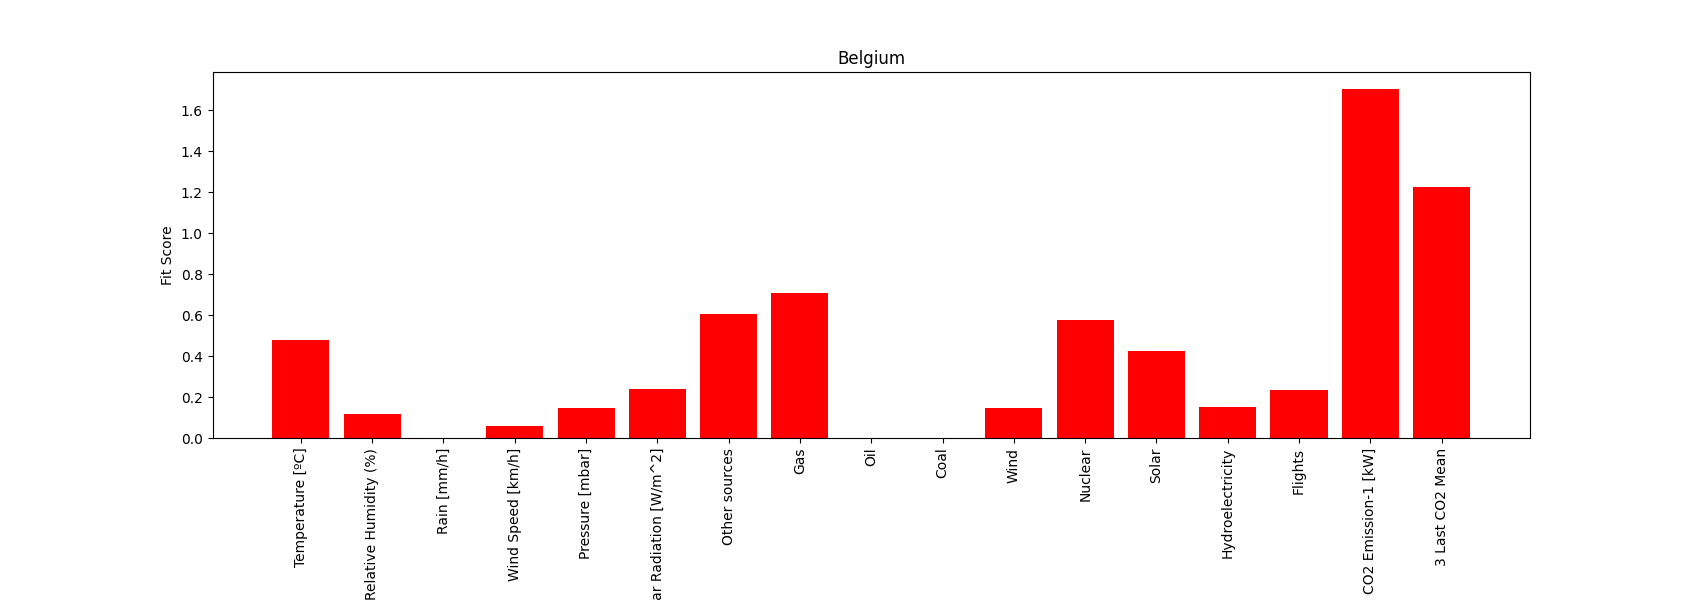 Belgium
Fit Score
1.6
1.4
1.2
1.0
0.8
0.6
0.4
0.2
0.0
Temperature [ºC]
Relative Humidity (%)
Rain [mm/h]
Wind Speed [km/h]
Pressure [mbar]
ar Radiation [W/m^2]
Other sources
Gas
Oil
Coal
Wind
Nuclear
Solar
Hydroelectricity
Flights
CO2 Emission-1 [kW]
3 Last CO2 Mean